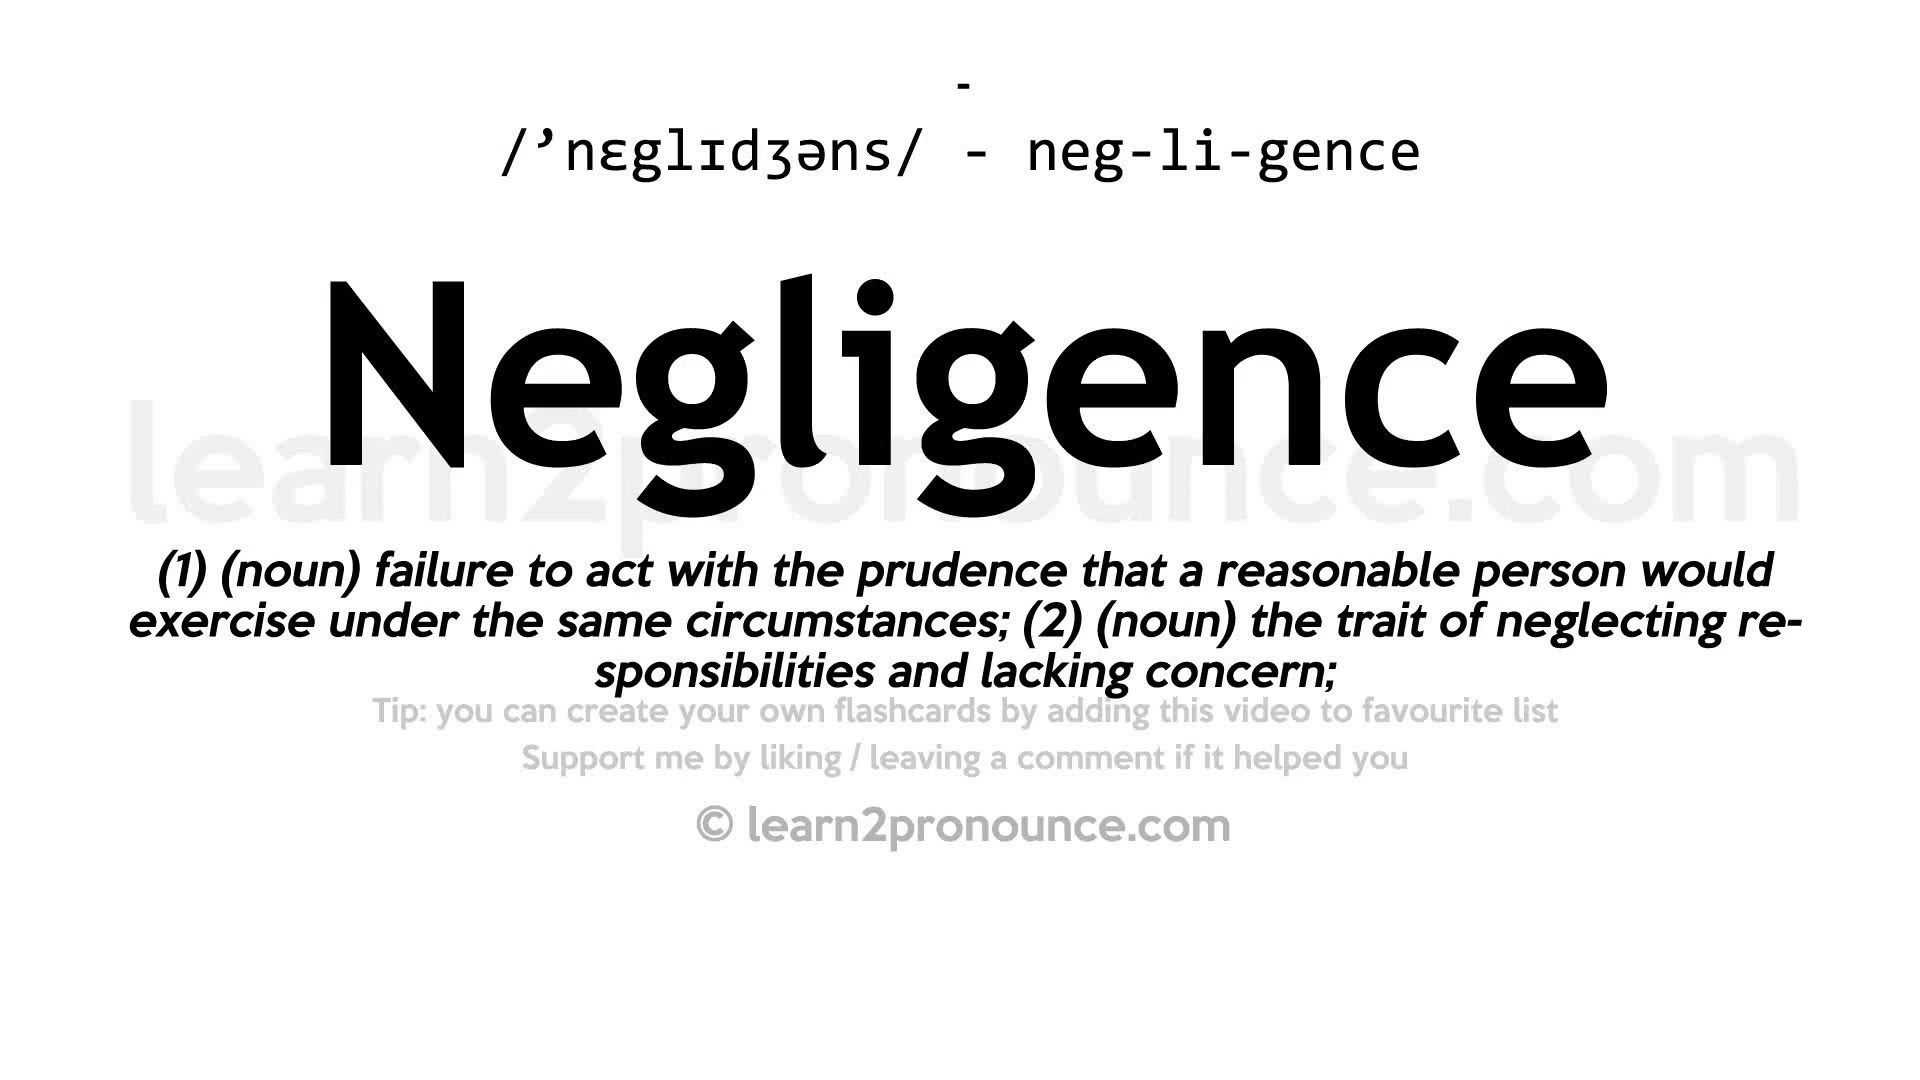 -
/’nɛglɪdʒəns/ - neg-li-gence
Negligence
learn2pronounce.com
(1) (noun) failure to act with the prudence that a reasonable person would
exercise under the same circumstances; (2) (noun) the trait of neglecting re-
sponsibilities and lacking concern;
Tip: you can create your own flashcards by adding this video to favourite list
Support me by liking / leaving a comment if it helped you
© learn2pronounce.com